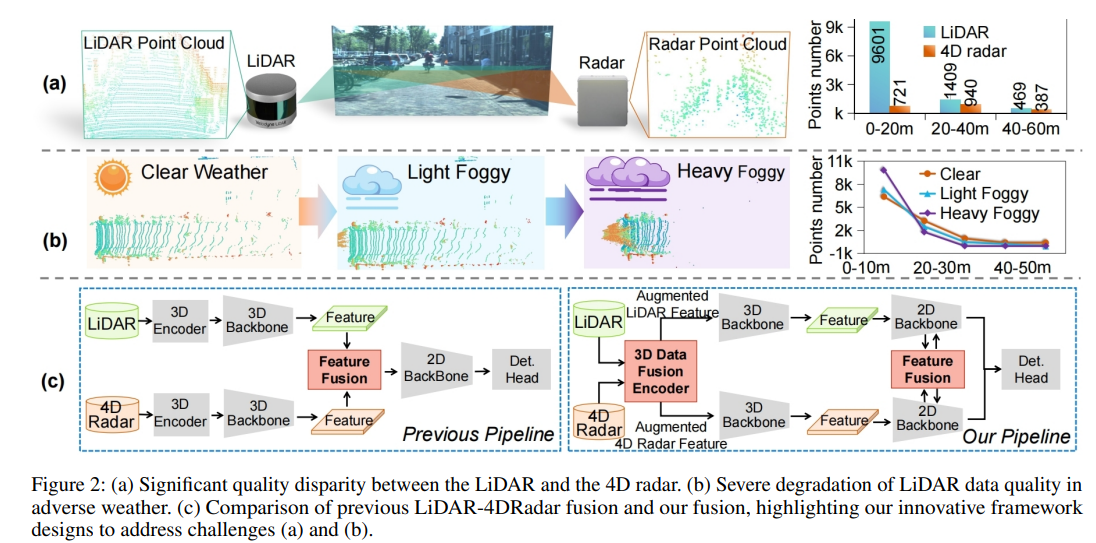 (a)
LiDAR Point Cloud
LiDAR
Radar
Radar Point Cloud
Points number
9k
6k
3k
k
LiDAR
4D radar
9601
721
1409
940
469
387
0-20m
20-40m
40-60m
(b)
Clear Weather
Light Foggy
Heavy Foggy
Points number
11k
8k
5k
2k
-1k
Clear
Light Foggy
Heavy Foggy
0-10m
20-30m
40-50m
(c)
LiDAR
3D
Encoder
3D
Backbone
Feature
Feature
Fusion
2D
BackBone
Det.
Head
4D
Radar
3D
Encoder
3D
Backbone
Feature
Previous Pipeline
LiDAR
Augmented
LiDAR Feature
3D Data
Fusion
Encoder
4D
Radar
Augmented
4D Radar Feature
3D
Backbone
Feature
2D
Backbone
Feature
Fusion
Det.
Head
3D
Backbone
Feature
2D
Backbone
Our Pipeline
Figure 2: (a) Significant quality disparity between the LiDAR and the 4D radar. (b) Severe degradation of LiDAR data quality in
adverse weather. (c) Comparison of previous LiDAR-4DRadar fusion and our fusion, highlighting our innovative framework
designs to address challenges (a) and (b).